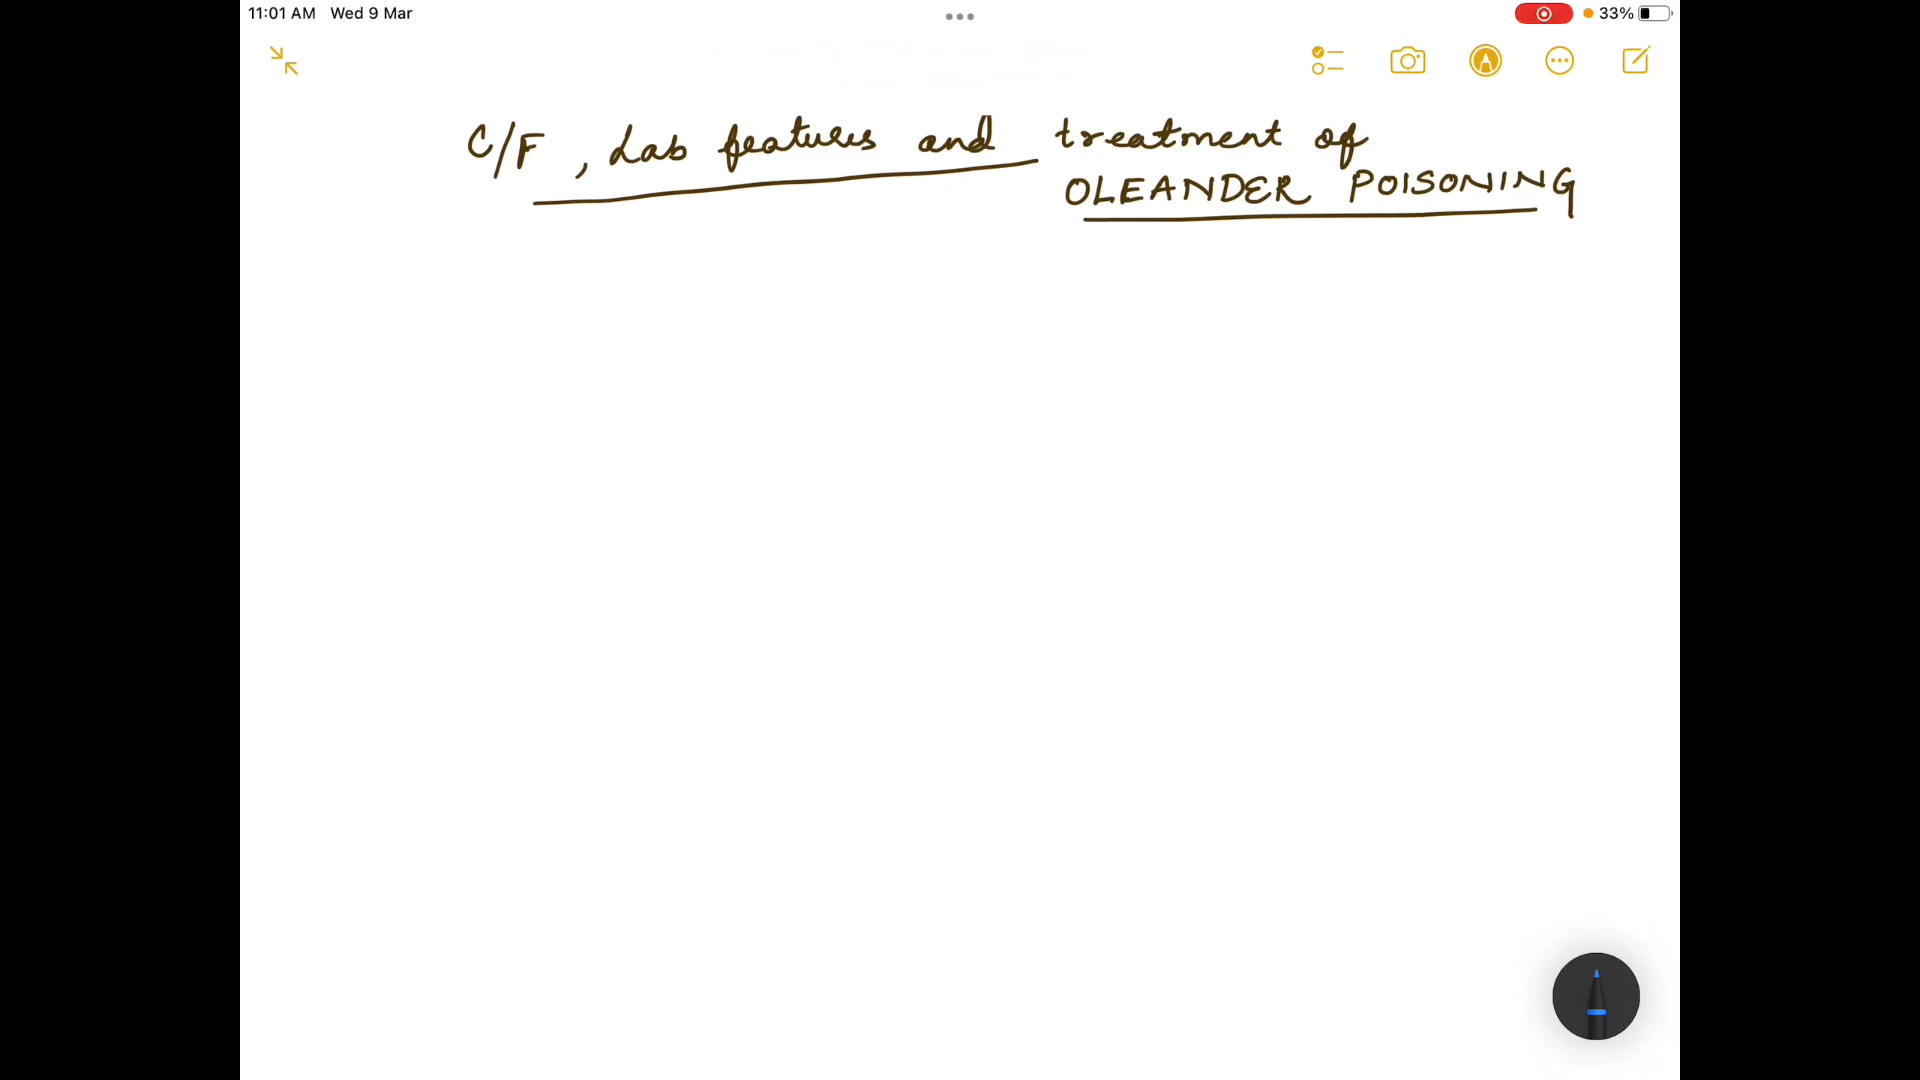 11:01 AM Wed 9 Mar
33%
C/F , Lab features and treatment of
OLEANDER POISONING